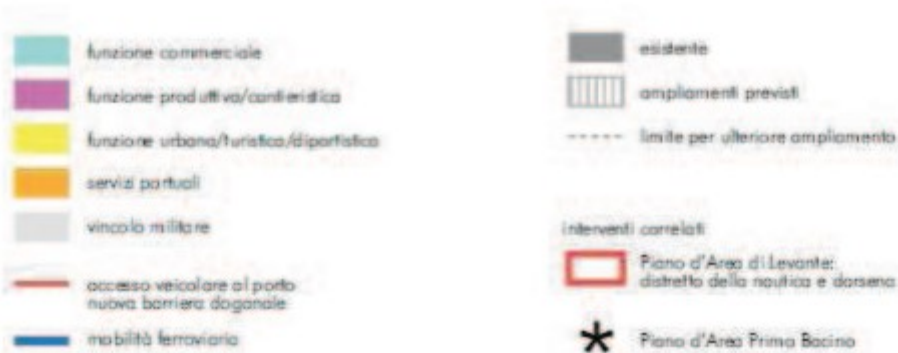 funzione commerciale
funzione produttiva/cantieristica
funzione urbana/turistica/diportistica
servizi portuali
vincolo militare
accesso veicolare al porto
nuova barriera doganale
mobilità ferroviaria
esistente
ampliamenti previsti
limite per ulteriore ampliamento
interventi correlati
Piano d'Area di Levante:
distretto della nautica e darsena
Piano d'Area Primo Bacino